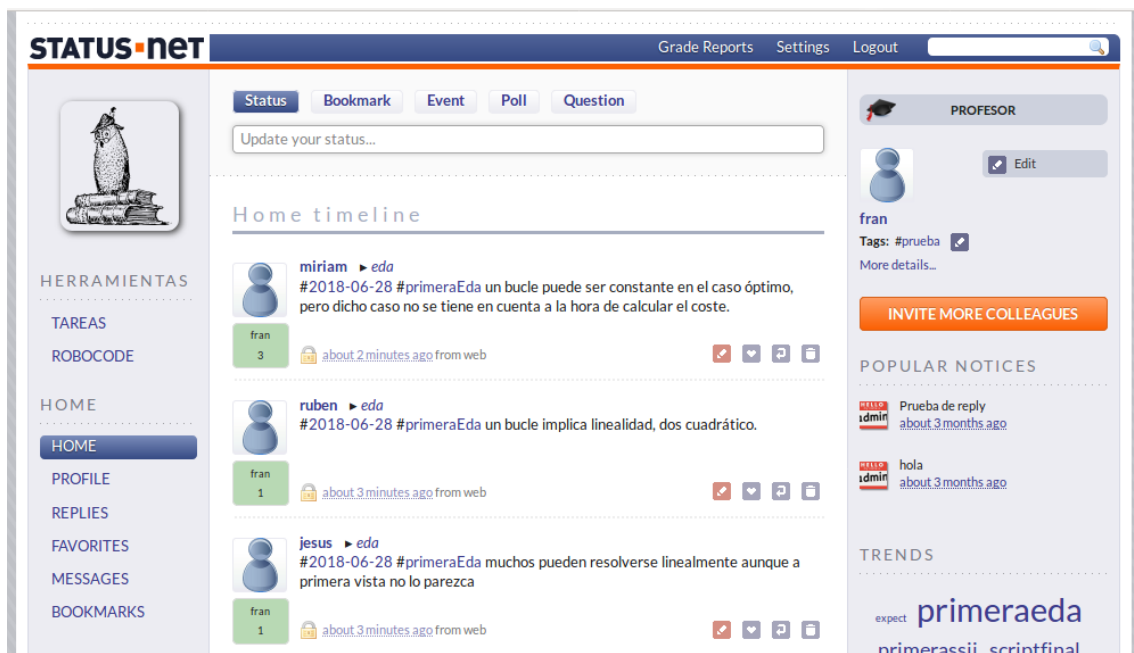 STATUS·net
Grade Reports Settings Logout
HERRAMIENTAS
TAREAS
ROBOCODE
HOME
HOME
PROFILE
REPLIES
FAVORITES
MESSAGES
BOOKMARKS
Status Bookmark Event Poll Question
Update your status...
Home timeline
miriam ► eda
#2018-06-28 #primeraEda un bucle puede ser constante en el caso óptimo,
pero dicho caso no se tiene en cuenta a la hora de calcular el coste.
fran
3
about 2 minutes ago from web
ruben ► eda
#2018-06-28 #primeraEda un bucle implica linealidad, dos cuadrático.
fran
1
about 3 minutes ago from web
jesus ► eda
#2018-06-28 #primeraEda muchos pueden resolverse linealmente aunque a
primera vista no lo parezca
fran
1
about 3 minutes ago from web
PROFESOR
Edit
fran
Tags: #prueba
More details...
INVITE MORE COLLEAGUES
POPULAR NOTICES
HELLO
admin
Prueba de reply
about 3 months ago
HELLO
admin
hola
about 3 months ago
TRENDS
expect primeraeda
primerassii scriptfinal